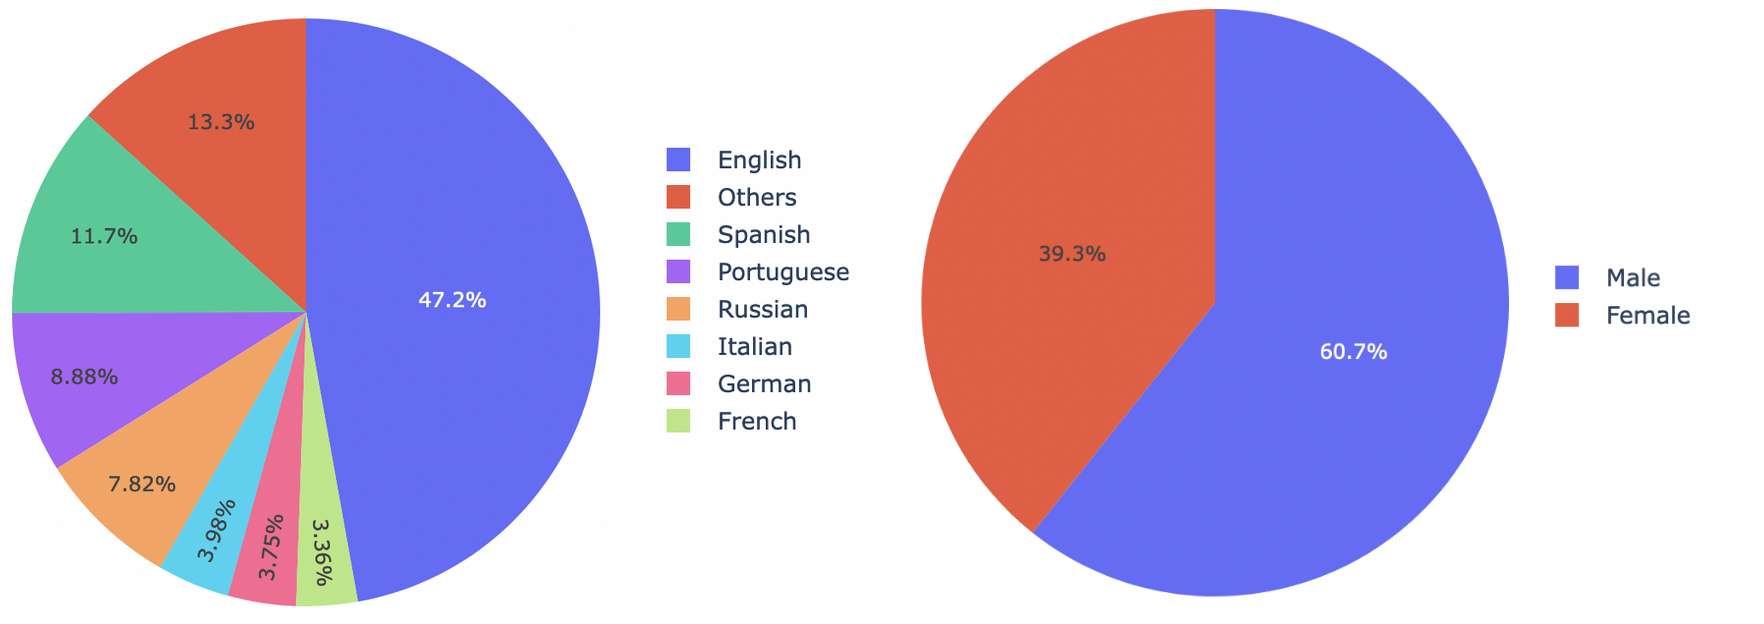 13.3%
11.7%
47.2%
8.88%
7.82%
3.98%
3.75%
3.36%
English
Others
Spanish
Portuguese
Russian
Italian
German
French
39.3%
60.7%
Male
Female